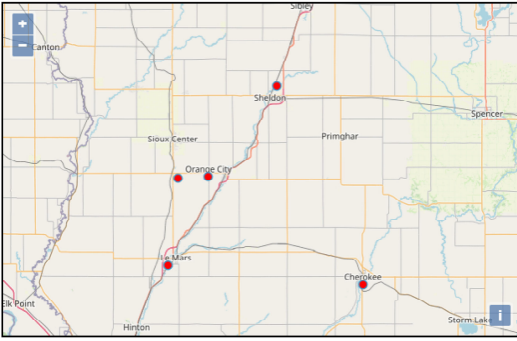 Sibley
+
−
Canton
Sheldon
Spencer
Primghar
Sioux Center
Orange City
Le Mars
Cherokee
Elk Point
i
Storm Lake
Hinton